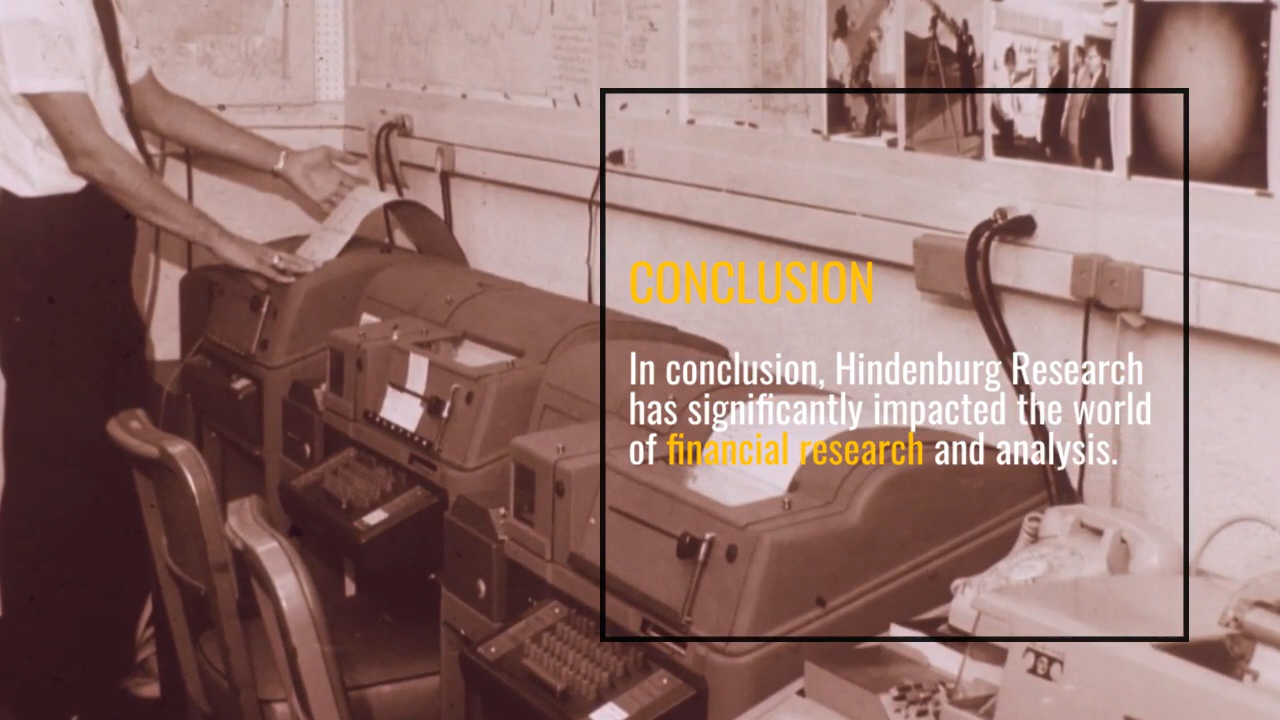 CONCLUSION
In conclusion, Hindenburg Research
has significantly impacted the world
of financial research and analysis.